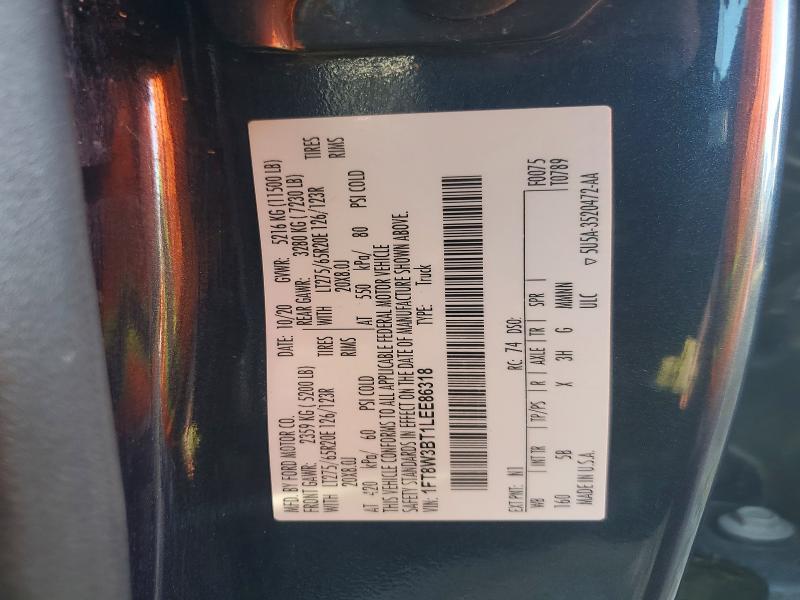 MFD. BY FORD MOTOR CO. DATE: 10/20 GVWR: 5216 KG (11500 LB)
FRONT GAWR: 2359 KG ( 5200 LB) REAR GAWR: 3280 KG ( 7230 LB)
WITH LT275/65R20E 126/123R TIRES WITH LT275/65R20E 126/123R TIRES
20X8.0J RIMS 20X8.0J RIMS
AT 420 kPa/ 60 PSI COLD AT 550 kPa/ 80 PSI COLD
THIS VEHICLE CONFORMS TO ALL APPLICABLE FEDERAL MOTOR VEHICLE
SAFETY STANDARDS IN EFFECT ON THE DATE OF MANUFACTURE SHOWN ABOVE.
VIN: 1FT8W3BT1LEE86318 TYPE: Truck
EXT PNT: N1 RC: 74 DSO: F0075
WB INT TR TP/PS R AXLE TR SPR T0789
160 5B X 3H G MMNN
MADE IN U.S.A. ULC ▽ 5U5A-3520472-AA